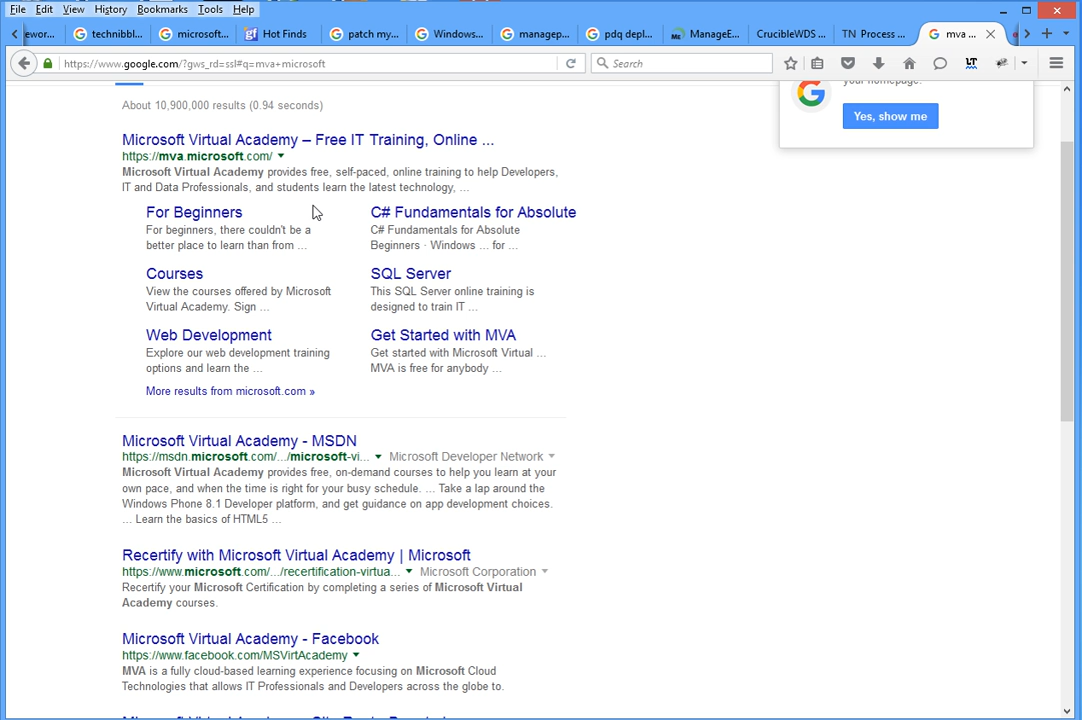 File Edit View History Bookmarks Tools Help
ewor... technibbl... microsoft... gf Hot Finds patch my... Windows... managep... pdq depl... ManageE... CrucibleWDS ... TN Process ... mva ...
https://www.google.com/?gws_rd=ssl#q=mva+microsoft
Search
your homepage.
Yes, show me
About 10,900,000 results (0.94 seconds)
Microsoft Virtual Academy – Free IT Training, Online ...
https://mva.microsoft.com/
Microsoft Virtual Academy provides free, self-paced, online training to help Developers,
IT and Data Professionals, and students learn the latest technology, ...
For Beginners
For beginners, there couldn't be a
better place to learn than from ...
C# Fundamentals for Absolute
C# Fundamentals for Absolute
Beginners · Windows ... for ...
Courses
View the courses offered by Microsoft
Virtual Academy. Sign ...
SQL Server
This SQL Server online training is
designed to train IT ...
Web Development
Explore our web development training
options and learn the ...
Get Started with MVA
Get started with Microsoft Virtual ...
MVA is free for anybody ...
More results from microsoft.com »
Microsoft Virtual Academy - MSDN
https://msdn.microsoft.com/.../microsoft-vi... Microsoft Developer Network
Microsoft Virtual Academy provides free, on-demand courses to help you learn at your
own pace, and when the time is right for your busy schedule. ... Take a lap around the
Windows Phone 8.1 Developer platform, and get guidance on app development choices.
... Learn the basics of HTML5 ...
Recertify with Microsoft Virtual Academy | Microsoft
https://www.microsoft.com/.../recertification-virtua... Microsoft Corporation
Recertify your Microsoft Certification by completing a series of Microsoft Virtual
Academy courses.
Microsoft Virtual Academy - Facebook
https://www.facebook.com/MSVirtAcademy
MVA is a fully cloud-based learning experience focusing on Microsoft Cloud
Technologies that allows IT Professionals and Developers across the globe to.